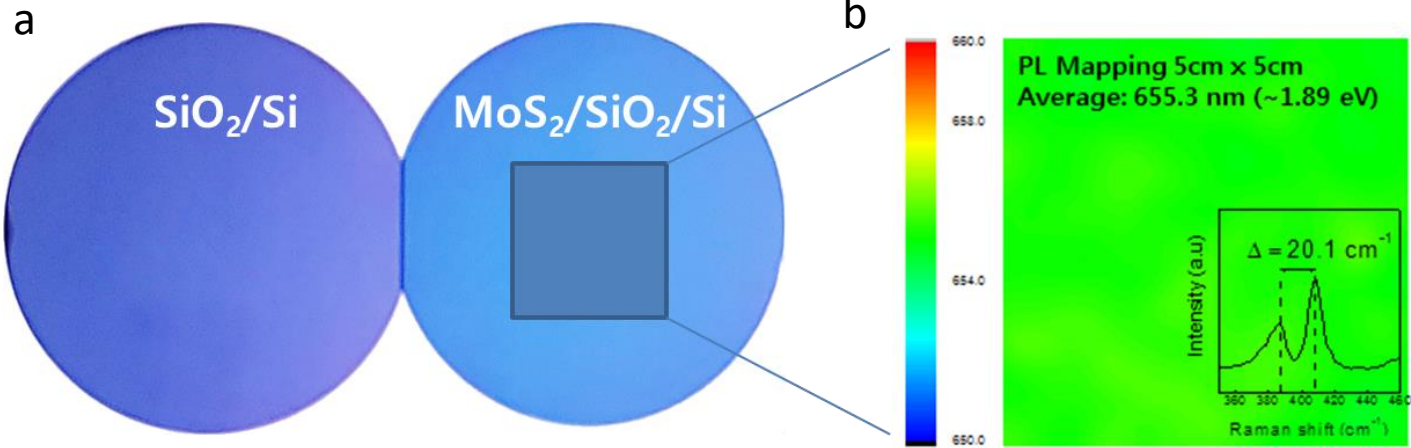 a
SiO₂/Si
MoS₂/SiO₂/Si
b
660.0
658.0
654.0
650.0
PL Mapping 5cm x 5cm
Average: 655.3 nm (~1.89 eV)
Δ = 20.1 cm⁻¹
Intensity (a.u)
360 380 400 420 440 460
Raman shift (cm⁻¹)